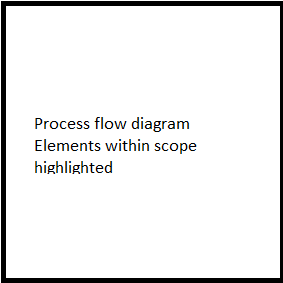 Process flow diagram
Elements within scope
highlighted